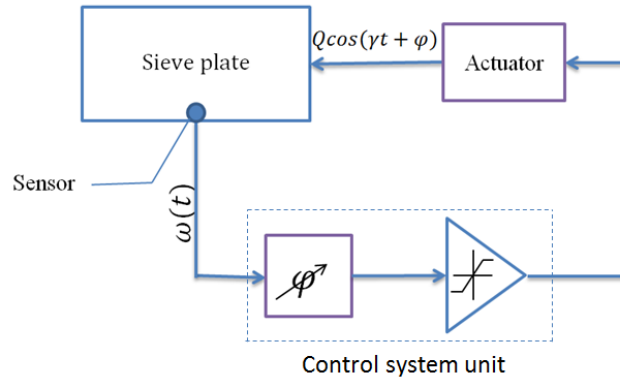 Qcos(γt + φ)
Sieve plate
Actuator
Sensor
ω(t)
φ
Control system unit